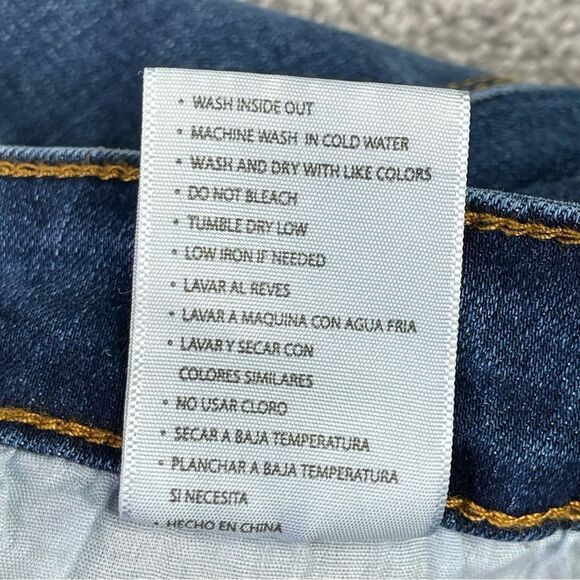 • WASH INSIDE OUT
• MACHINE WASH IN COLD WATER
• WASH AND DRY WITH LIKE COLORS
• DO NOT BLEACH
• TUMBLE DRY LOW
• LOW IRON IF NEEDED
• LAVAR AL REVES
• LAVAR A MAQUINA CON AGUA FRIA
• LAVAR Y SECAR CON
COLORES SIMILARES
• NO USAR CLORO
• SECAR A BAJA TEMPERATURA
• PLANCHAR A BAJA TEMPERATURA
SI NECESITA
• HECHO EN CHINA